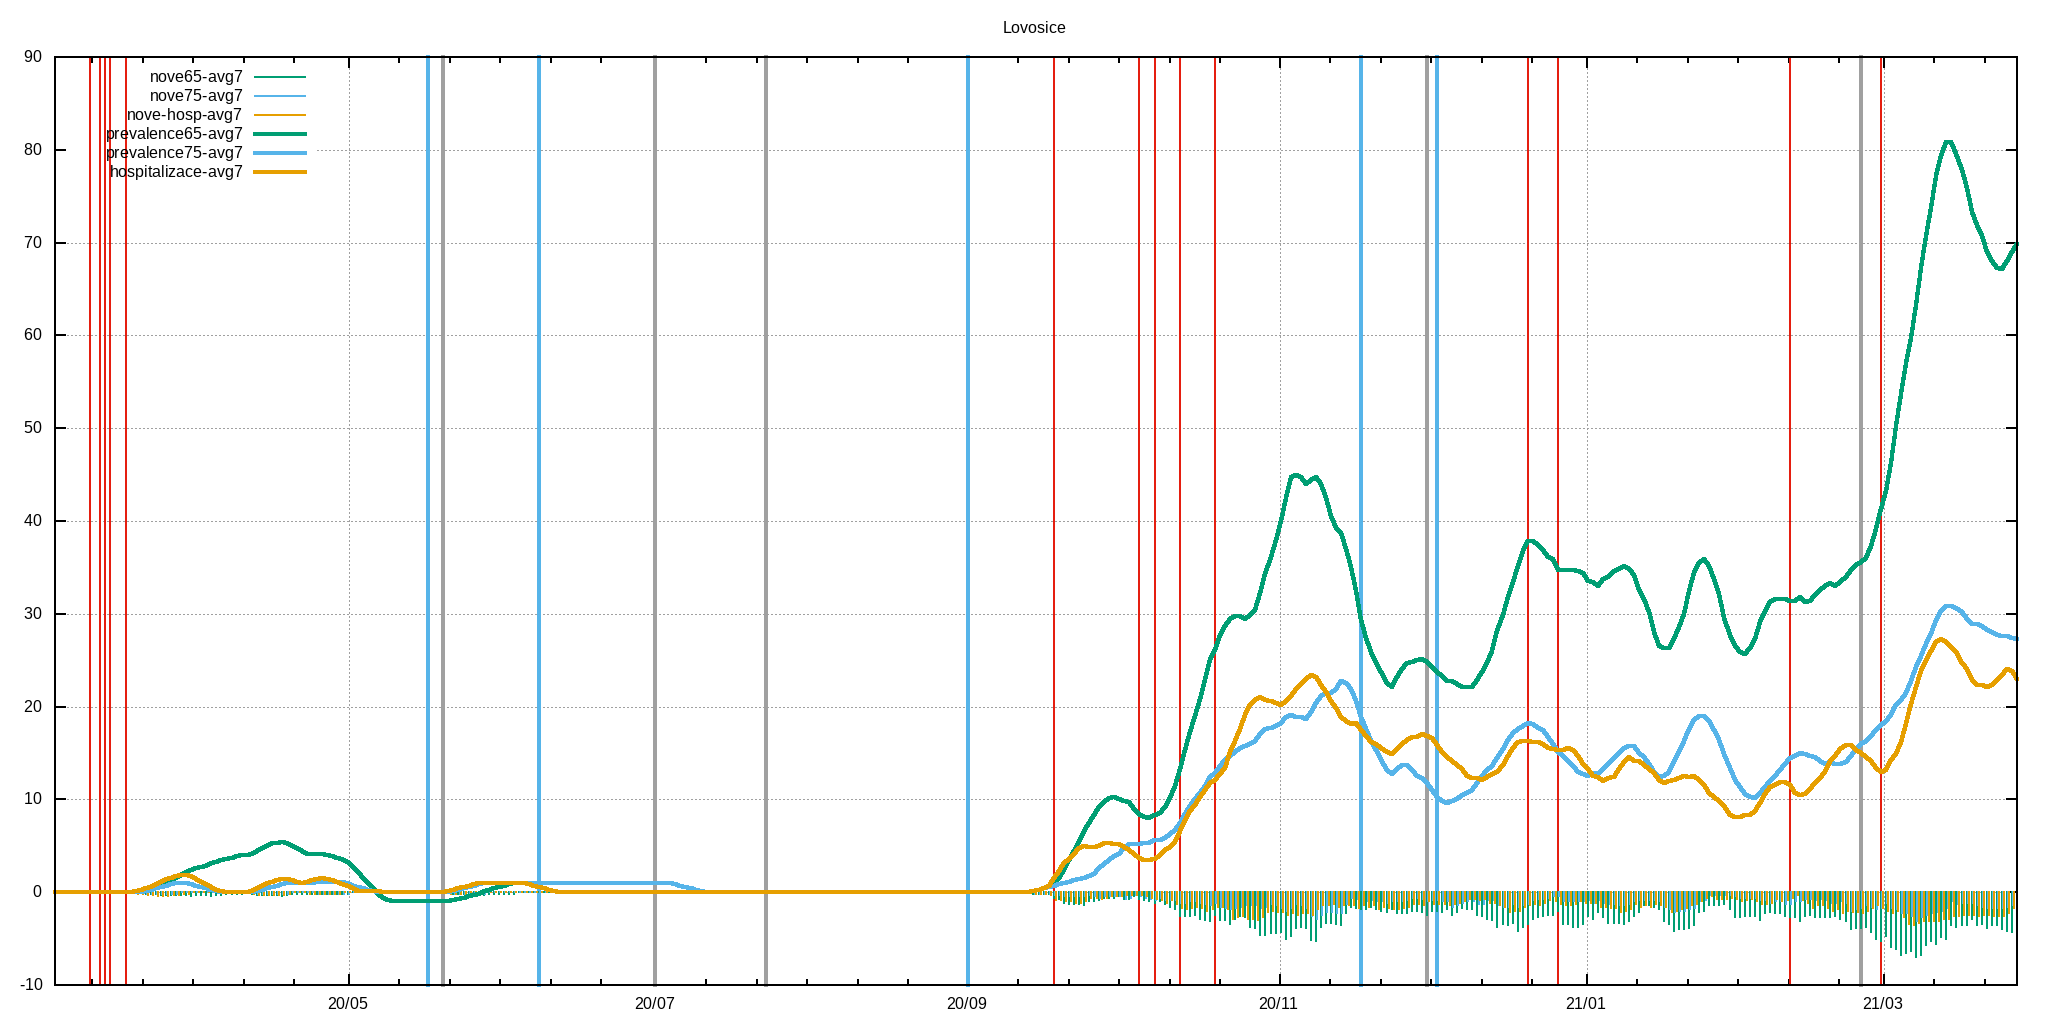 Lovosice
nove65-avg7
nove75-avg7
nove-hosp-avg7
prevalence65-avg7
prevalence75-avg7
hospitalizace-avg7
90
80
70
60
50
40
30
20
10
0
-10
20/05 20/07 20/09 20/11 21/01 21/03